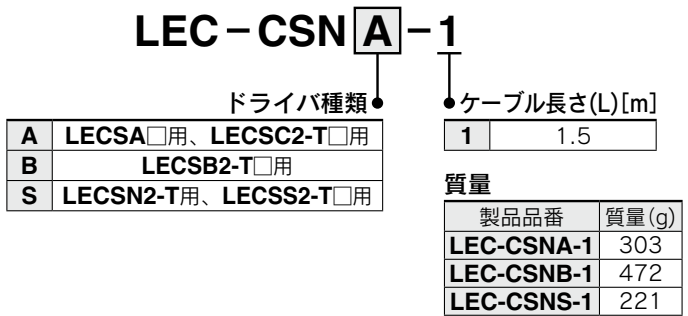 LEC－CSN A－1
ドライバ種類
ケーブル長さ(L)[m]
A LECSA□用、LECSC2-T□用
B LECSB2-T□用
S LECSN2-T用、LECSS2-T□用
1 1.5
質量
製品品番 質量(g)
LEC-CSNA-1 303
LEC-CSNB-1 472
LEC-CSNS-1 221